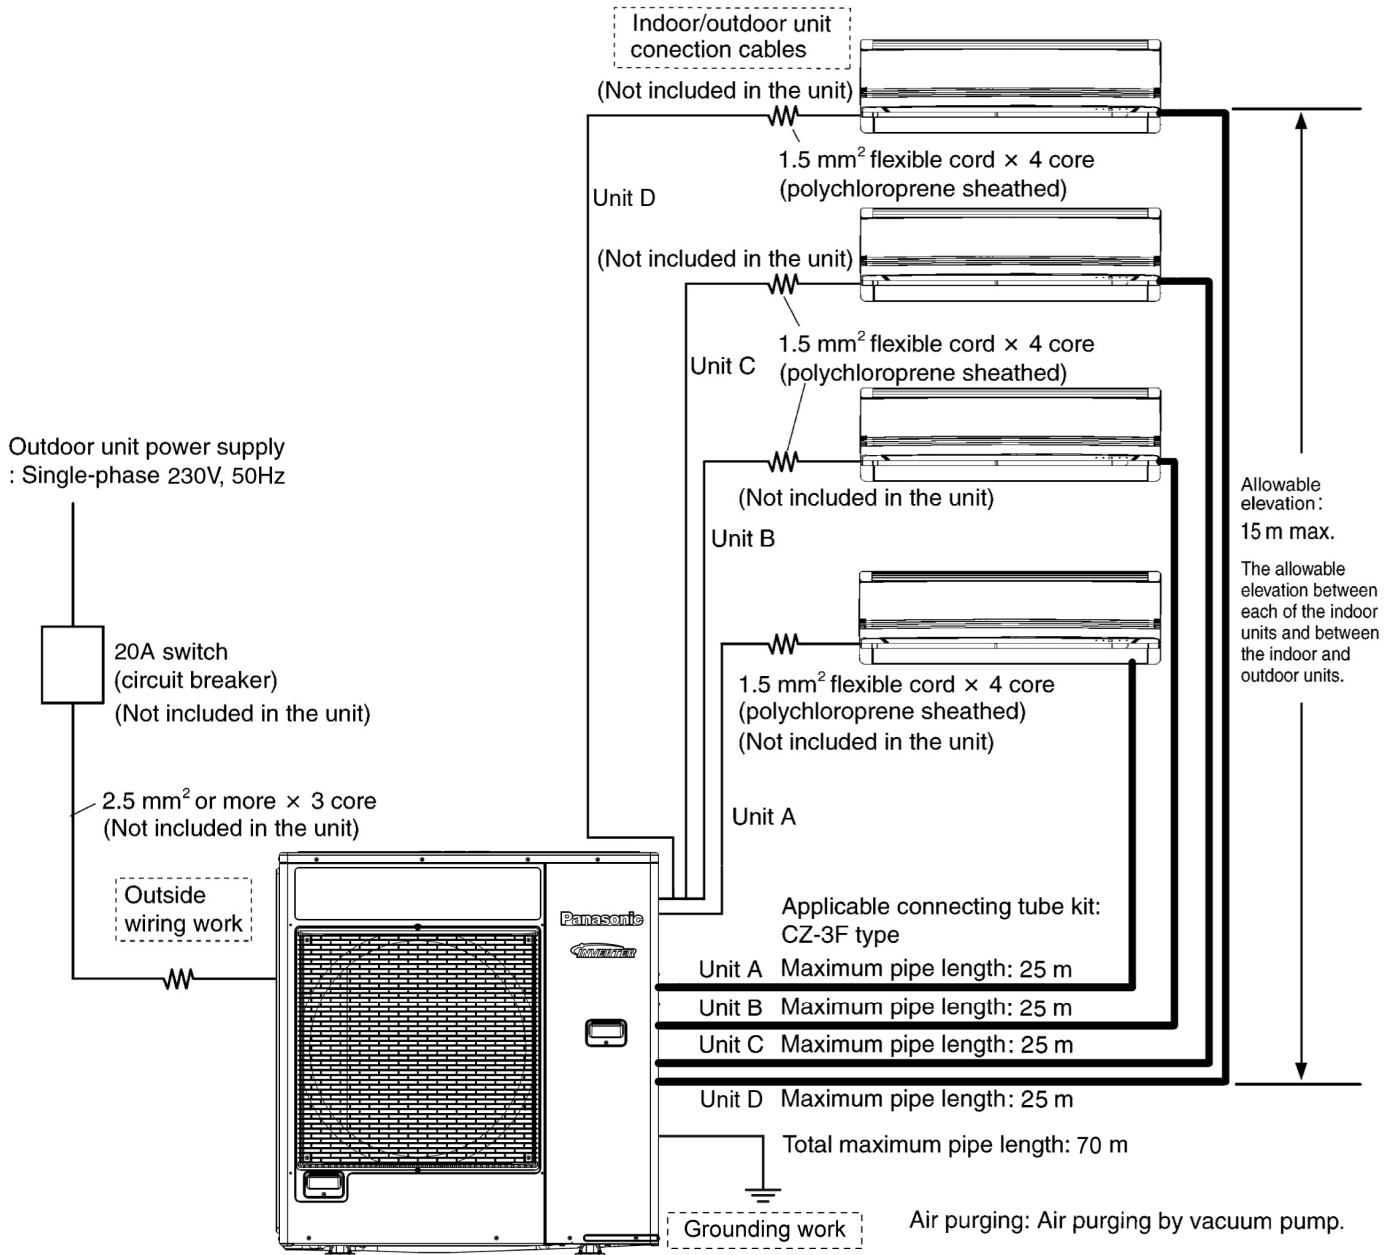 Indoor/outdoor unit
conection cables
(Not included in the unit)
1.5 mm² flexible cord × 4 core
(polychloroprene sheathed)
Unit D
(Not included in the unit)
1.5 mm² flexible cord × 4 core
(polychloroprene sheathed)
Unit C
(Not included in the unit)
Unit B
Outdoor unit power supply
: Single-phase 230V, 50Hz
Allowable
elevation:
15 m max.
The allowable
elevation between
each of the indoor
units and between
the indoor and
outdoor units.
20A switch
(circuit breaker)
(Not included in the unit)
1.5 mm² flexible cord × 4 core
(polychloroprene sheathed)
(Not included in the unit)
Unit A
2.5 mm² or more × 3 core
(Not included in the unit)
Outside
wiring work
Panasonic
INVERTER
Applicable connecting tube kit:
CZ-3F type
Unit A Maximum pipe length: 25 m
Unit B Maximum pipe length: 25 m
Unit C Maximum pipe length: 25 m
Unit D Maximum pipe length: 25 m
Total maximum pipe length: 70 m
Grounding work
Air purging: Air purging by vacuum pump.